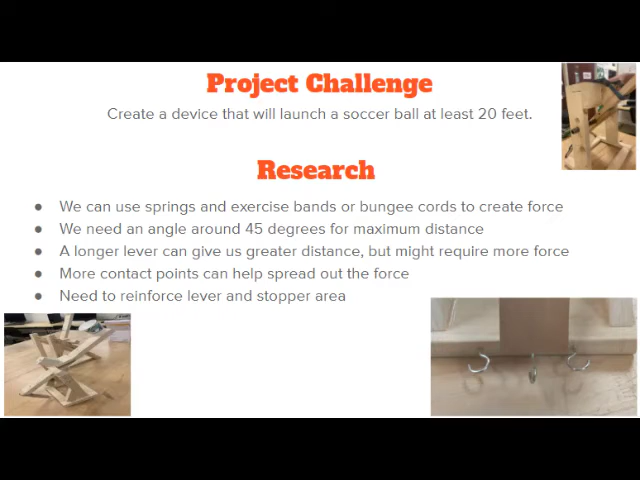 Project Challenge
Create a device that will launch a soccer ball at least 20 feet.
Research
● We can use springs and exercise bands or bungee cords to create force
● We need an angle around 45 degrees for maximum distance
● A longer lever can give us greater distance, but might require more force
● More contact points can help spread out the force
● Need to reinforce lever and stopper area